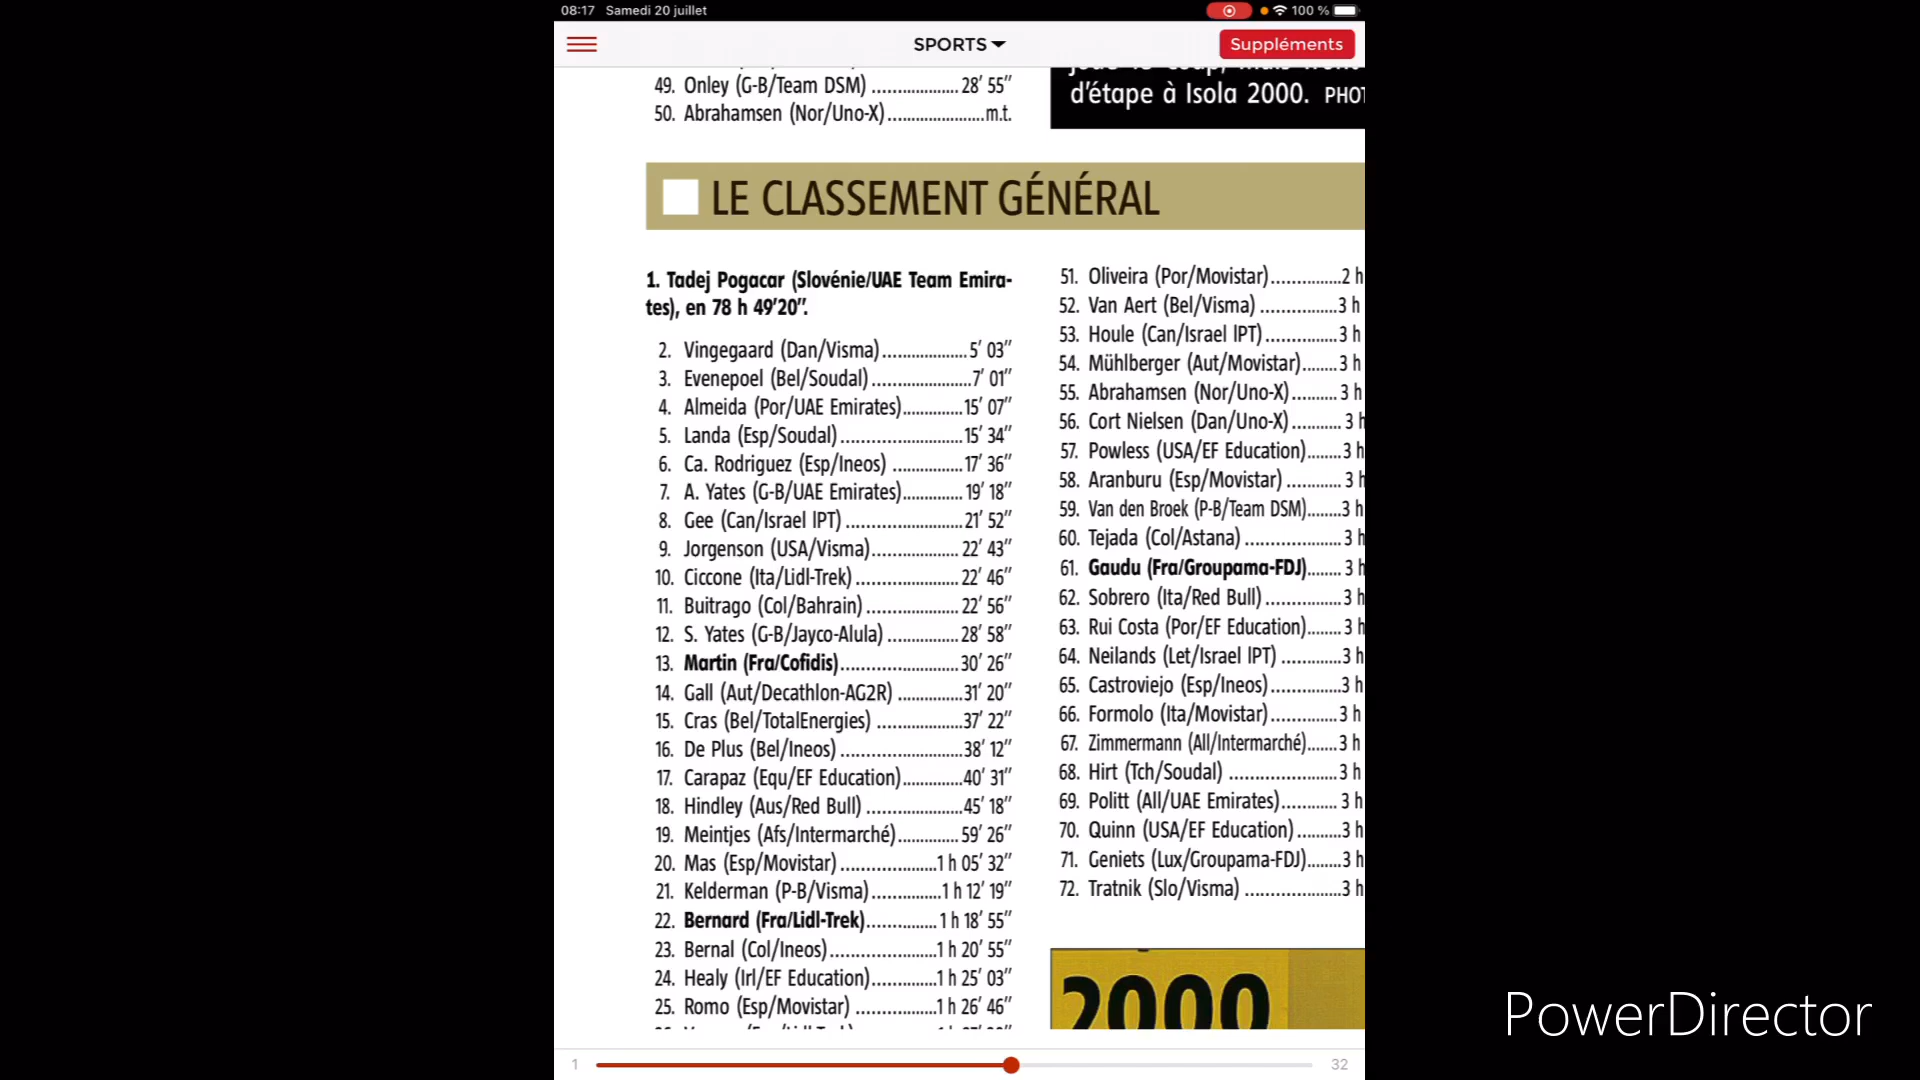 08:17 Samedi 20 juillet
100 %
SPORTS
Suppléments
49. Onley (G-B/Team DSM) .................. 28' 55''
50. Abrahamsen (Nor/Uno-X).....................m.t.
d'étape à Isola 2000.
LE CLASSEMENT GÉNÉRAL
1. Tadej Pogacar (Slovénie/UAE Team Emira-
tes), en 78 h 49'20''.
2. Vingegaard (Dan/Visma)..................5' 03''
3. Evenepoel (Bel/Soudal) .....................7' 01''
4. Almeida (Por/UAE Emirates).............15' 07''
5. Landa (Esp/Soudal) ..........................15' 34''
6. Ca. Rodriguez (Esp/Ineos) ...............17' 36''
7. A. Yates (G-B/UAE Emirates)............. 19' 18''
8. Gee (Can/Israel IPT) .........................21' 52''
9. Jorgenson (USA/Visma)................... 22' 43''
10. Ciccone (Ita/Lidl-Trek) ...................... 22' 46''
11. Buitrago (Col/Bahrain) .................... 22' 56''
12. S. Yates (G-B/Jayco-Alula) ............... 28' 58''
13. Martin (Fra/Cofidis)......................... 30' 26''
14. Gall (Aut/Decathlon-AG2R) ..............31' 20''
15. Cras (Bel/TotalEnergies) ..................37' 22''
16. De Plus (Bel/Ineos) ..........................38' 12''
17. Carapaz (Equ/EF Education).............40' 31''
18. Hindley (Aus/Red Bull) .....................45' 18''
19. Meintjes (Afs/Intermarché)............. 59' 26''
20. Mas (Esp/Movistar) .....................1 h 05' 32''
21. Kelderman (P-B/Visma)...............1 h 12' 19''
22. Bernard (Fra/Lidl-Trek)............... 1 h 18' 55''
23. Bernal (Col/Ineos).......................1 h 20' 55''
24. Healy (Irl/EF Education)..............1 h 25' 03''
25. Romo (Esp/Movistar) .................1 h 26' 46''
51. Oliveira (Por/Movistar)...............2 h
52. Van Aert (Bel/Visma) .................3 h
53. Houle (Can/Israel IPT)................3 h
54. Mühlberger (Aut/Movistar)........3 h
55. Abrahamsen (Nor/Uno-X).......... 3 h
56. Cort Nielsen (Dan/Uno-X)........... 3 h
57. Powless (USA/EF Education)........3 h
58. Aranburu (Esp/Movistar) ............ 3 h
59. Van den Broek (P-B/Team DSM)........3 h
60. Tejada (Col/Astana) .....................3 h
61. Gaudu (Fra/Groupama-FDJ)........ 3 h
62. Sobrero (Ita/Red Bull) .................3 h
63. Rui Costa (Por/EF Education)........3 h
64. Neilands (Let/Israel IPT) .............3 h
65. Castroviejo (Esp/Ineos)................3 h
66. Formolo (Ita/Movistar)................3 h
67. Zimmermann (All/Intermarché).......3 h
68. Hirt (Tch/Soudal) ........................3 h
69. Politt (All/UAE Emirates)............. 3 h
70. Quinn (USA/EF Education) ..........3 h
71. Geniets (Lux/Groupama-FDJ)........3 h
72. Tratnik (Slo/Visma) .....................3 h
2000
1
32
PowerDirector